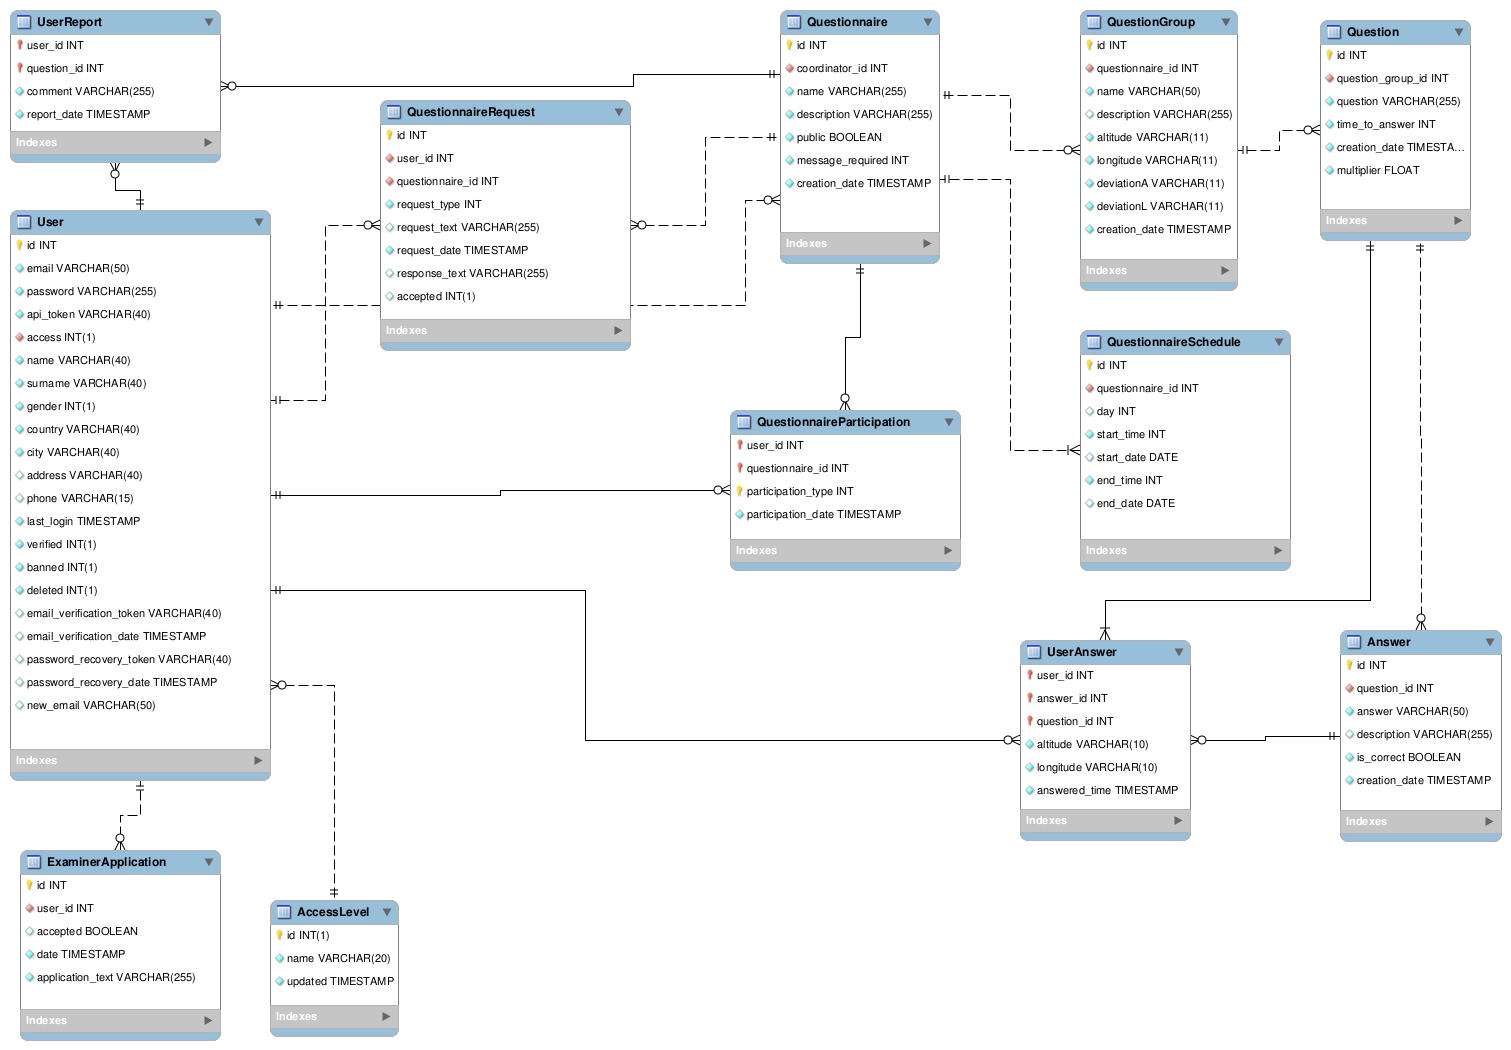 UserReport
user_id INT
question_id INT
comment VARCHAR(255)
report_date TIMESTAMP
Indexes
User
id INT
email VARCHAR(50)
password VARCHAR(255)
api_token VARCHAR(40)
access INT(1)
name VARCHAR(40)
surname VARCHAR(40)
gender INT(1)
country VARCHAR(40)
city VARCHAR(40)
address VARCHAR(40)
phone VARCHAR(15)
last_login TIMESTAMP
verified INT(1)
banned INT(1)
deleted INT(1)
email_verification_token VARCHAR(40)
email_verification_date TIMESTAMP
password_recovery_token VARCHAR(40)
password_recovery_date TIMESTAMP
new_email VARCHAR(50)
Indexes
ExaminerApplication
id INT
user_id INT
accepted BOOLEAN
date TIMESTAMP
application_text VARCHAR(255)
Indexes
AccessLevel
id INT(1)
name VARCHAR(20)
updated TIMESTAMP
Indexes
QuestionnaireRequest
id INT
user_id INT
questionnaire_id INT
request_type INT
request_text VARCHAR(255)
request_date TIMESTAMP
response_text VARCHAR(255)
accepted INT(1)
Indexes
Questionnaire
id INT
coordinator_id INT
name VARCHAR(255)
description VARCHAR(255)
public BOOLEAN
message_required INT
creation_date TIMESTAMP
Indexes
QuestionnaireParticipation
user_id INT
questionnaire_id INT
participation_type INT
participation_date TIMESTAMP
Indexes
QuestionGroup
id INT
questionnaire_id INT
name VARCHAR(50)
description VARCHAR(255)
altitude VARCHAR(11)
longitude VARCHAR(11)
deviationA VARCHAR(11)
deviationL VARCHAR(11)
creation_date TIMESTAMP
Indexes
QuestionnaireSchedule
id INT
questionnaire_id INT
day INT
start_time INT
start_date DATE
end_time INT
end_date DATE
Indexes
Question
id INT
question_group_id INT
question VARCHAR(255)
time_to_answer INT
creation_date TIMESTA...
multiplier FLOAT
Indexes
UserAnswer
user_id INT
answer_id INT
question_id INT
altitude VARCHAR(10)
longitude VARCHAR(10)
answered_time TIMESTAMP
Indexes
Answer
id INT
question_id INT
answer VARCHAR(50)
description VARCHAR(255)
is_correct BOOLEAN
creation_date TIMESTAMP
Indexes